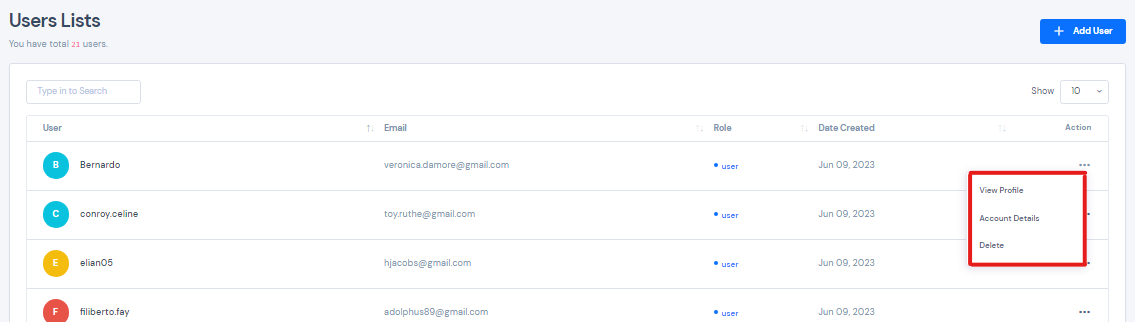 Users Lists
You have total 21 users.
+ Add User
Type in to Search
Show 10
User Email Role Date Created Action
B Bernardo veronica.damore@gmail.com user Jun 09, 2023
View Profile
C conroy.celine toy.ruthe@gmail.com user Jun 09, 2023
Account Details
Delete
E elian05 hjacobs@gmail.com user Jun 09, 2023
F filiberto.fay adolphus89@gmail.com user Jun 09, 2023